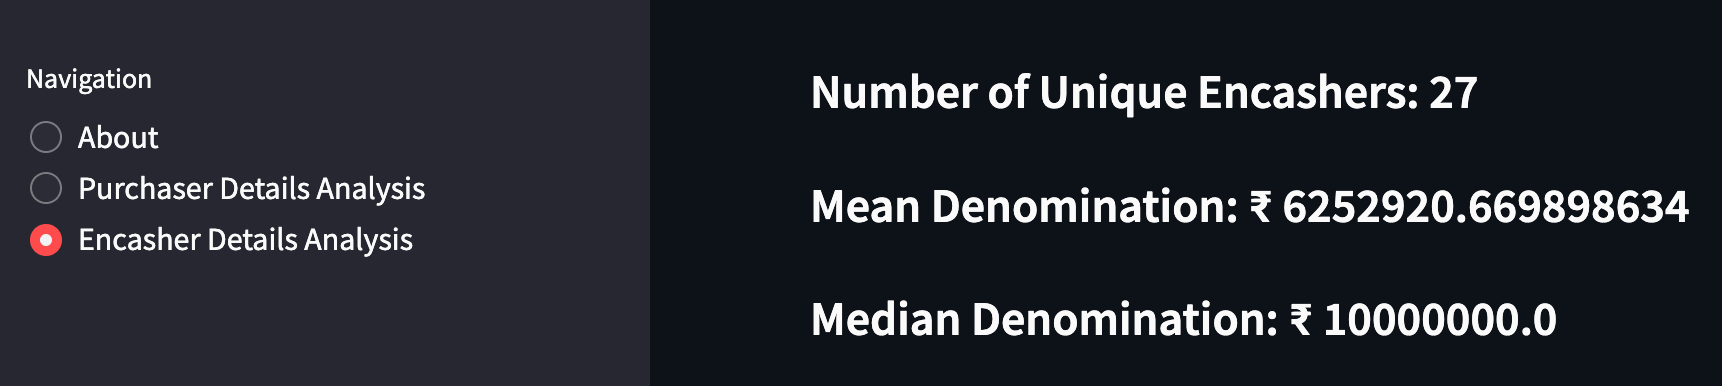 Navigation
About
Purchaser Details Analysis
Encasher Details Analysis
Number of Unique Encashers: 27
Mean Denomination: ₹ 6252920.669898634
Median Denomination: ₹ 10000000.0